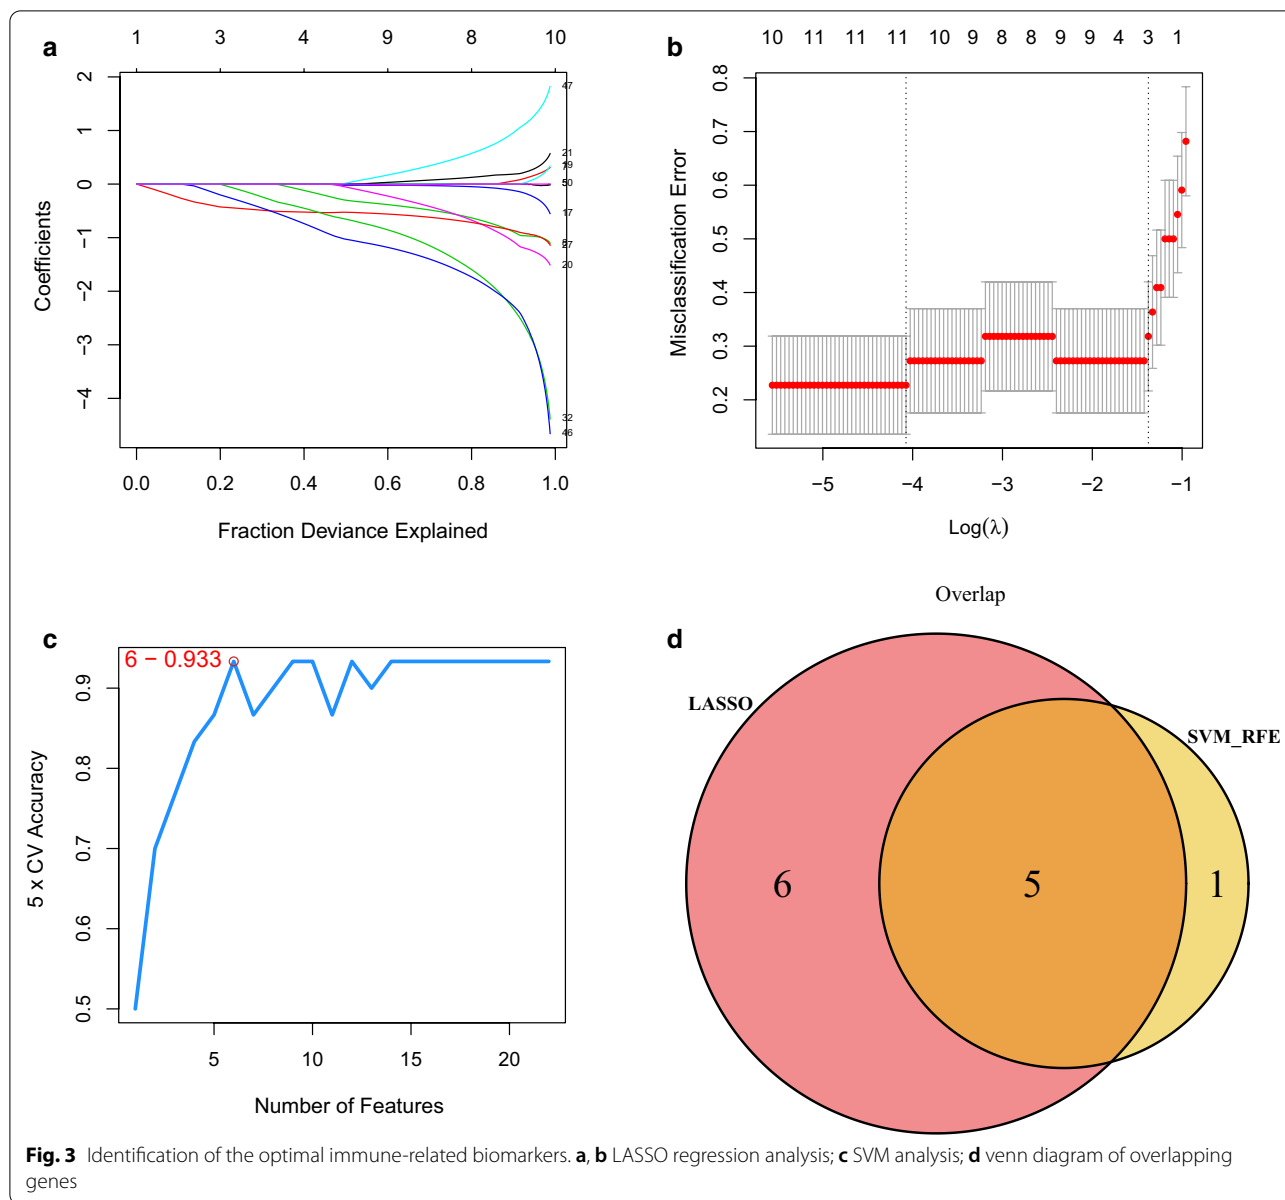 a
1 3 4 9 8 10
2
1
0
−1
−2
−3
−4
Coefficients
47
21
50
17
20
32
46
0.0 0.2 0.4 0.6 0.8 1.0
Fraction Deviance Explained
b
10 11 11 11 10 9 8 8 9 9 4 3 1
0.8
0.7
0.6
0.5
0.4
0.3
0.2
Misclassification Error
−5 −4 −3 −2 −1
Log(λ)
c
6 − 0.933
0.9
0.8
0.7
0.6
0.5
5 x CV Accuracy
5 10 15 20
Number of Features
Overlap
d
LASSO
SVM_RFE
6 5 1
Fig. 3 Identification of the optimal immune-related biomarkers. a, b LASSO regression analysis; c SVM analysis; d venn diagram of overlapping
genes